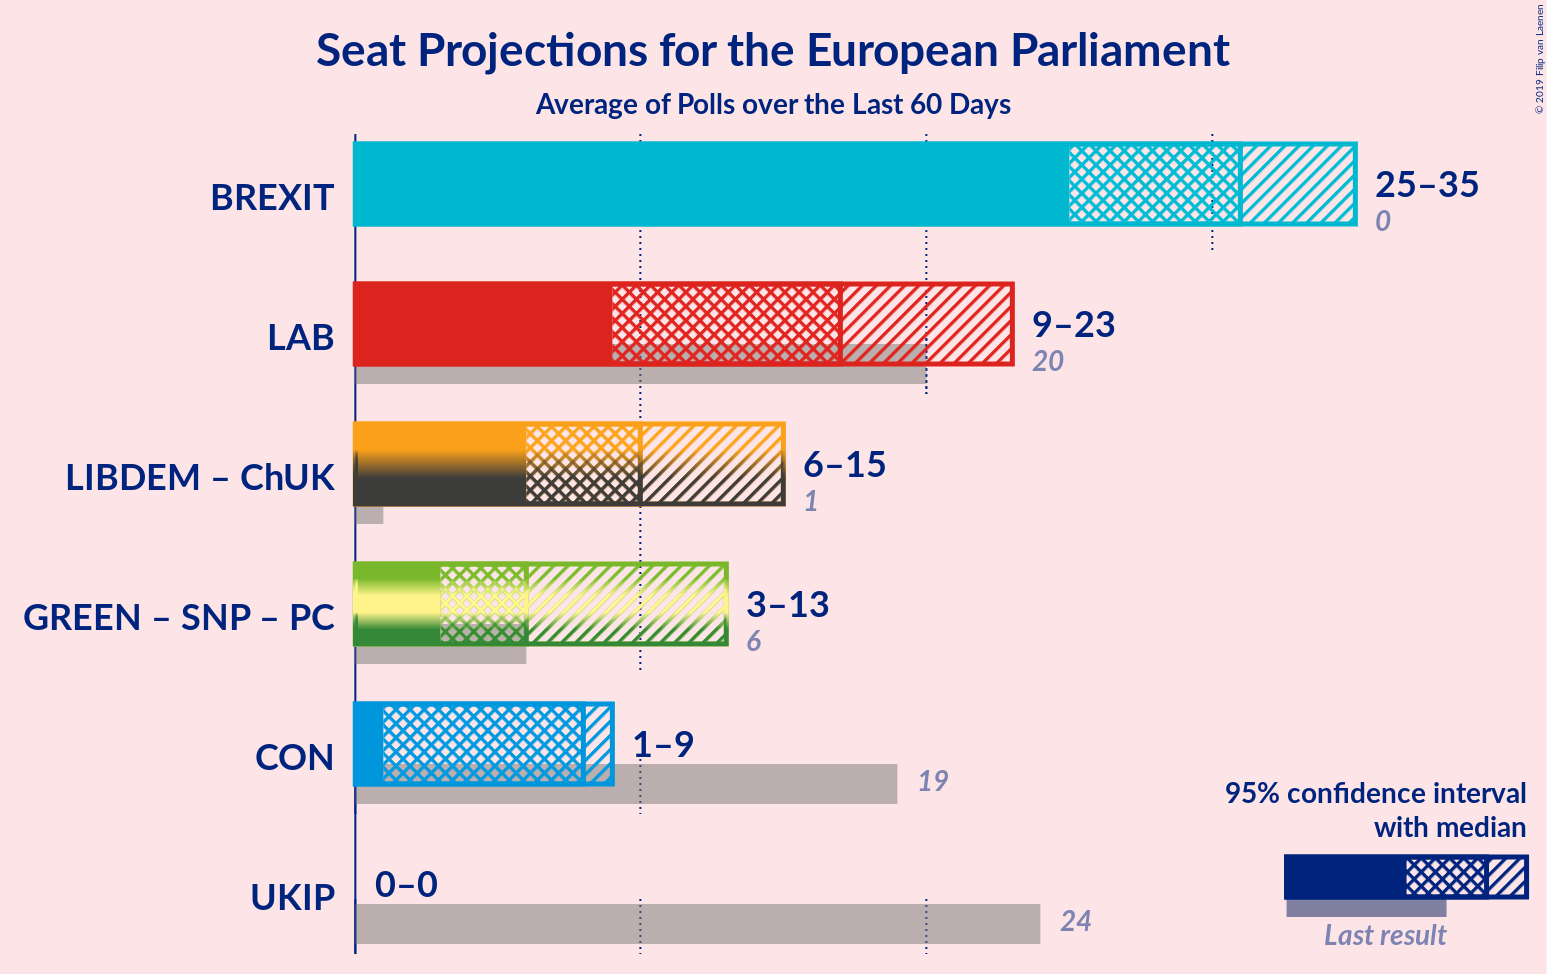 Seat Projections for the European Parliament
Average of Polls over the Last 60 Days
© 2019 Filip van Laenen
BREXIT
25–35
0
LAB
9–23
20
LIBDEM – ChUK
6–15
1
GREEN – SNP – PC
3–13
6
CON
1–9
19
UKIP
0–0
24
95% confidence interval
with median
Last result